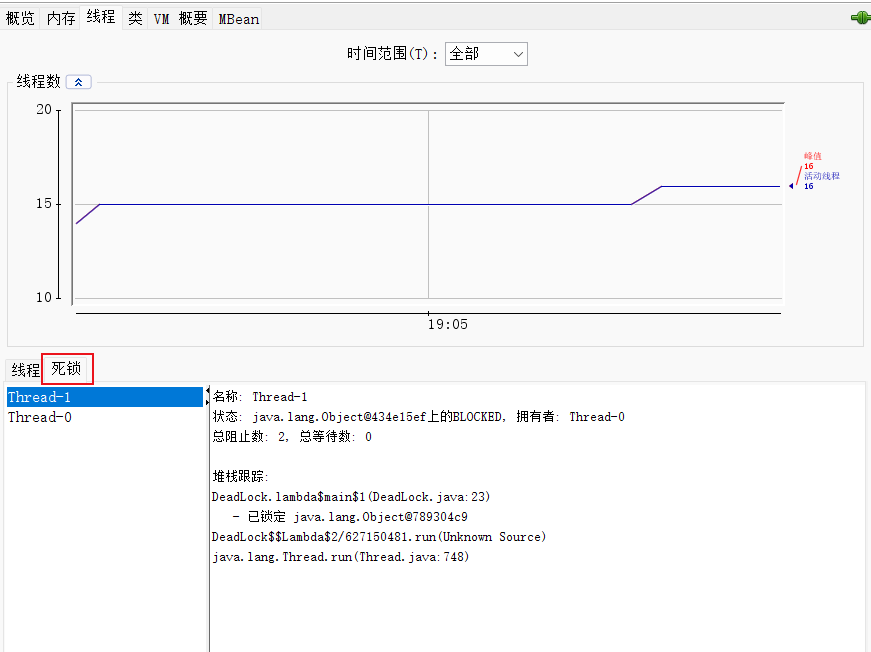 概览 内存 线程 类 VM 概要 MBean
时间范围(T): 全部
线程数
20
15
10
峰值
16
活动线程
16
19:05
线程 死锁
Thread-1
Thread-0
名称: Thread-1
状态: java.lang.Object@434e15ef上的BLOCKED, 拥有者: Thread-0
总阻止数: 2, 总等待数: 0
堆栈跟踪:
DeadLock.lambda$main$1(DeadLock.java:23)
- 已锁定 java.lang.Object@789304c9
DeadLock$$Lambda$2/627150481.run(Unknown Source)
java.lang.Thread.run(Thread.java:748)